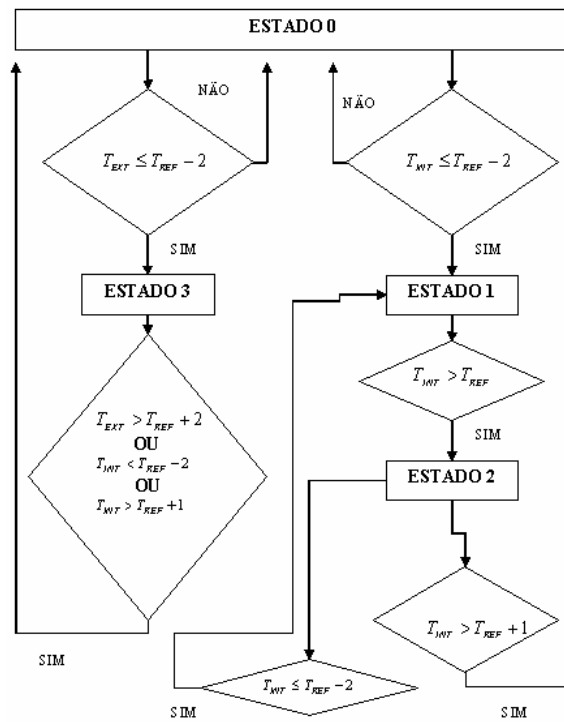 ESTADO 0
NÃO
NÃO
T_EXT ≤ T_REF − 2
T_INT ≤ T_REF − 2
SIM
SIM
ESTADO 3
ESTADO 1
T_INT > T_REF
T_EXT > T_REF + 2
OU
T_INT < T_REF − 2
OU
T_INT > T_REF + 1
SIM
ESTADO 2
T_INT > T_REF + 1
SIM
T_INT ≤ T_REF − 2
SIM
SIM